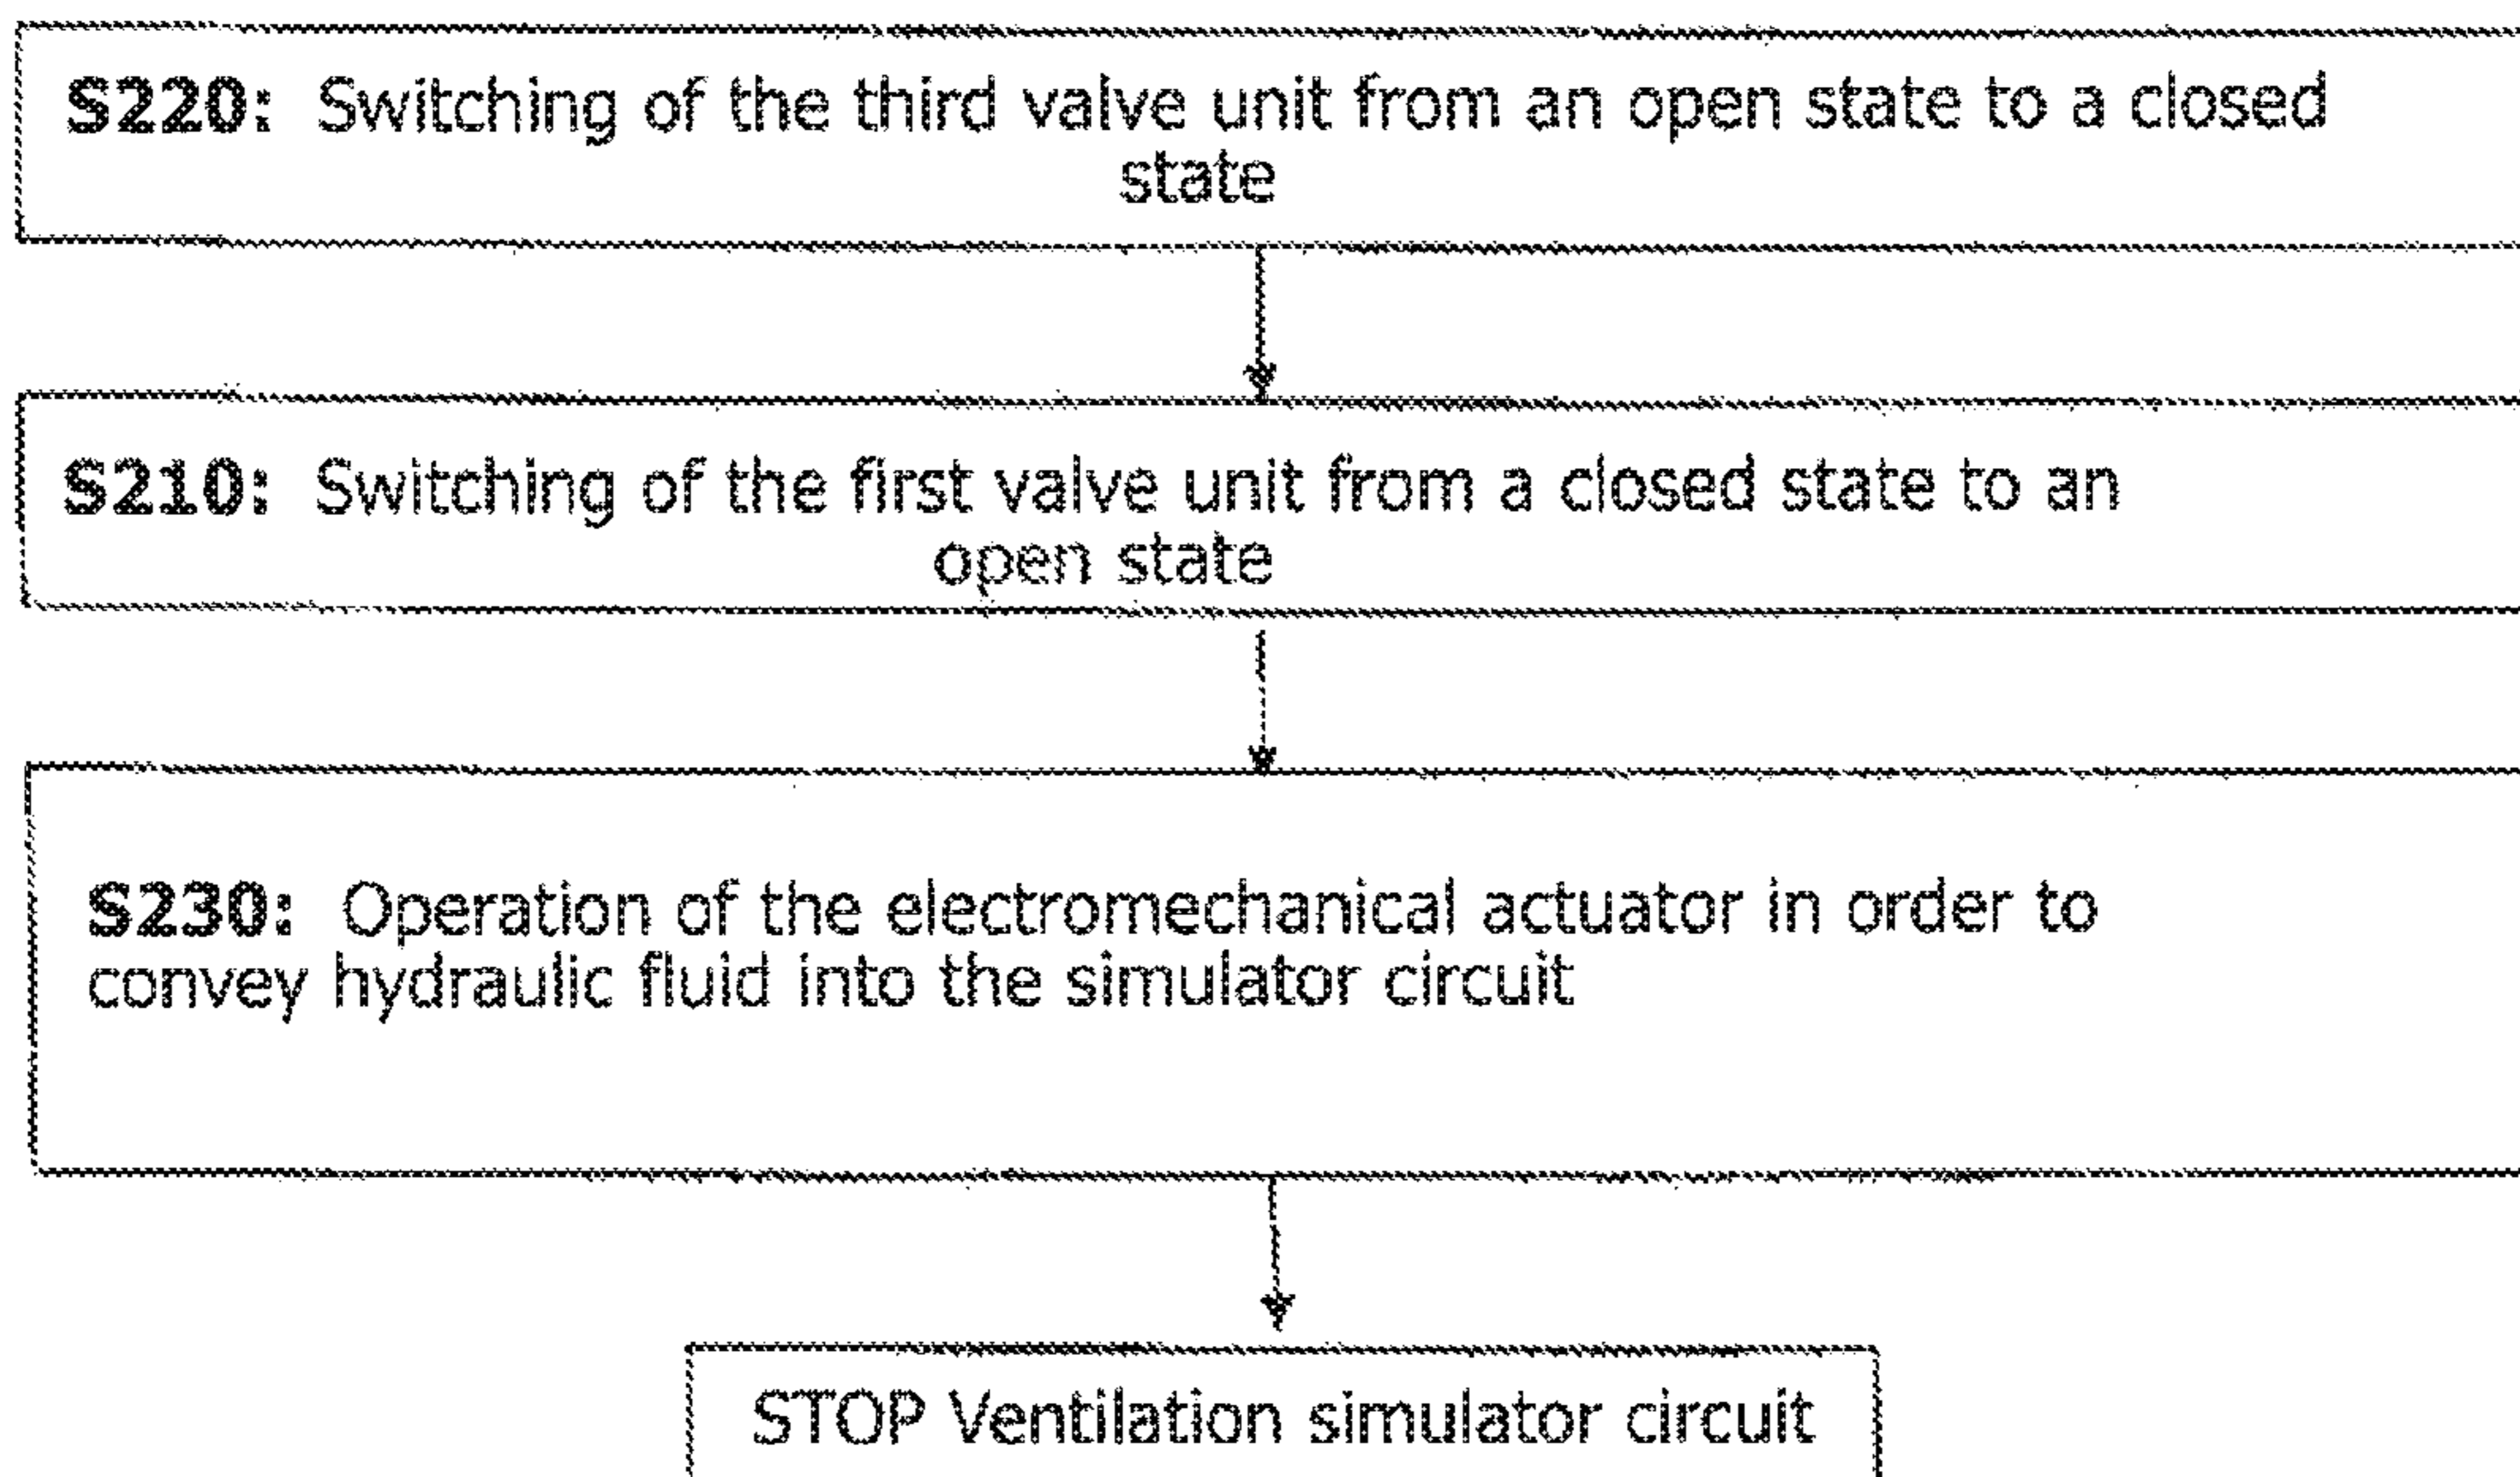 S220: Switching of the third valve unit from an open state to a closed
state
S210: Switching of the first valve unit from a closed state to an
open state
S230: Operation of the electromechanical actuator in order to
convey hydraulic fluid into the simulator circuit
STOP Ventilation simulator circuit